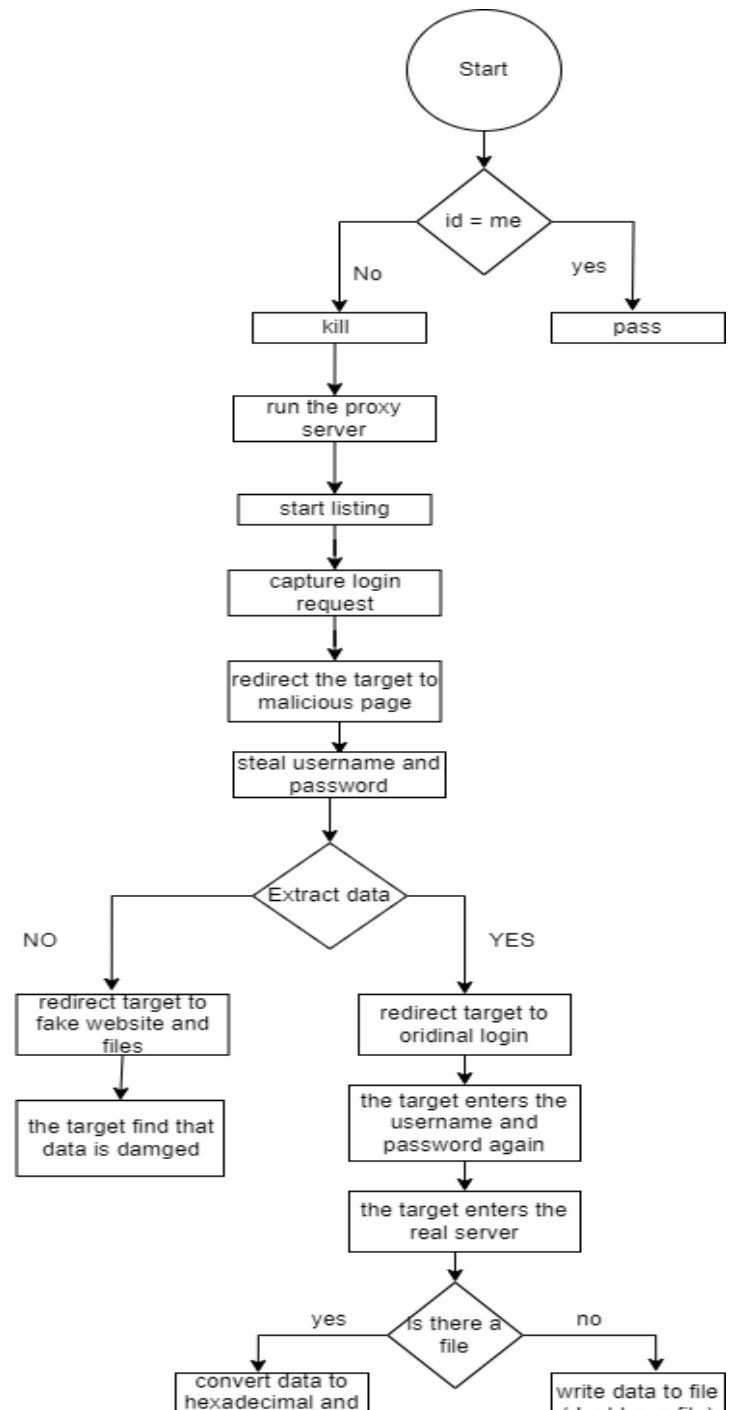 Start
id = me
No
yes
kill
pass
run the proxy
server
start listing
capture login
request
redirect the target to
malicious page
steal username and
password
Extract data
NO
YES
redirect target to
fake website and
files
redirect target to
oridinal login
the target find that
data is damged
the target enters the
username and
password again
the target enters the
real server
Is there a
file
yes
no
convert data to
hexadecimal and
write data to file